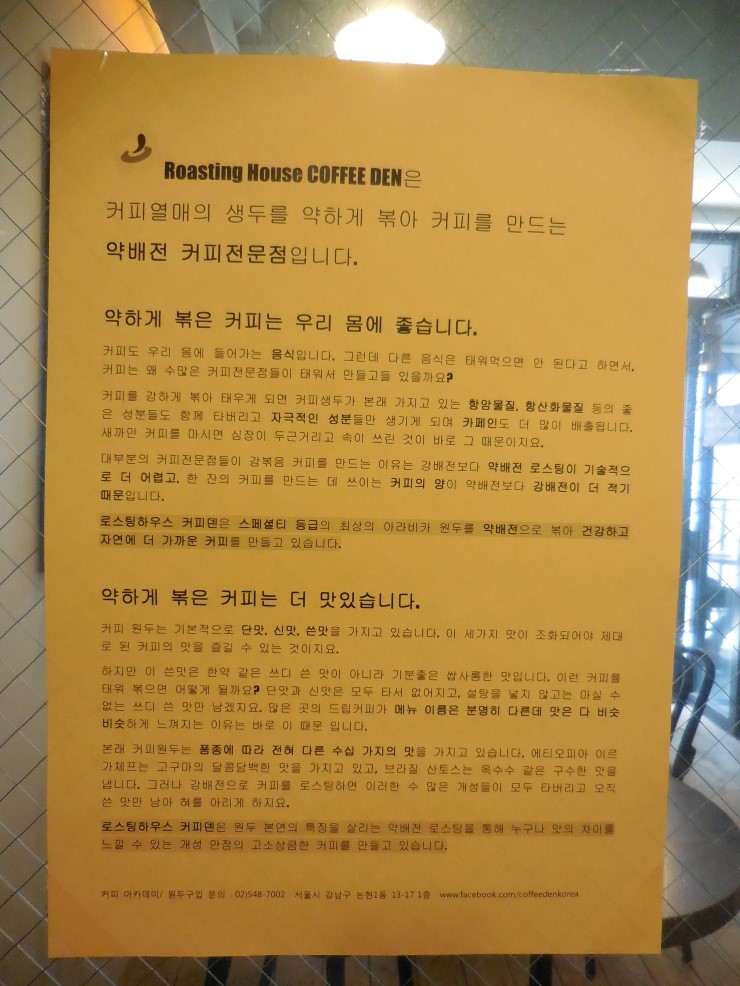 Roasting House COFFEE DEN은
커피열매의 생두를 약하게 볶아 커피를 만드는
약배전 커피전문점입니다.
약하게 볶은 커피는 우리 몸에 좋습니다.
커피도 우리 몸에 들어가는 음식입니다. 그런데 다른 음식은 태워먹으면 안 된다고 하면서,
커피는 왜 수많은 커피전문점들이 태워서 만들고들 있을까요?
커피를 강하게 볶아 태우게 되면 커피생두가 본래 가지고 있는 항암물질, 항산화물질 등의 좋
은 성분들도 함께 타버리고 자극적인 성분들만 생기게 되며 카페인도 더 많이 배출됩니다.
새까만 커피를 마시면 심장이 두근거리고 속이 쓰린 것이 바로 그 때문이지요.
대부분의 커피전문점들이 강볶음 커피를 만드는 이유는 강배전보다 약배전 로스팅이 기술적으
로 더 어렵고, 한 잔의 커피를 만드는 데 쓰이는 커피의 양이 약배전보다 강배전이 더 적기
때문입니다.
로스팅하우스 커피덴은 스페셜티 등급의 최상의 아라비카 원두를 약배전으로 볶아 건강하고
자연에 더 가까운 커피를 만들고 있습니다.
약하게 볶은 커피는 더 맛있습니다.
커피 원두는 기본적으로 단맛, 신맛, 쓴맛을 가지고 있습니다. 이 세가지 맛이 조화되어야 제대
로 된 커피의 맛을 즐길 수 있는 것이지요.
하지만 이 쓴맛은 한약 같은 쓰디 쓴 맛이 아니라 기분좋은 쌉사롬한 맛입니다. 이런 커피를
태워 볶으면 어떻게 될까요? 단맛과 신맛은 모두 타서 없어지고, 설탕을 넣지 않고는 마실 수
없는 쓰디 쓴 맛만 남겠지요. 많은 곳의 드립커피가 메뉴 이름은 분명히 다른데 맛은 다 비슷
비슷하게 느껴지는 이유는 바로 이 때문 입니다.
본래 커피원두는 품종에 따라 전혀 다른 수십 가지의 맛을 가지고 있습니다. 에티오피아 이르
가체프는 고구마의 달콤담백한 맛을 가지고 있고, 브라질 산토스는 옥수수 같은 구수한 맛을
냅니다. 그러나 강배전으로 커피를 로스팅하면 이러한 수 많은 개성들이 모두 타버리고 오직
쓴 맛만 남아 혀를 아리게 하지요.
로스팅하우스 커피덴은 원두 본연의 특징을 살리는 약배전 로스팅을 통해 누구나 맛의 차이를
느낄 수 있는 개성 만점의 고소상큼한 커피를 만들고 있습니다.
커피 아카데미/ 원두구입 문의 : 02)548-7002 서울시 강남구 논현1동 13-17 1층 www.facebook.com/coffeedenkorea